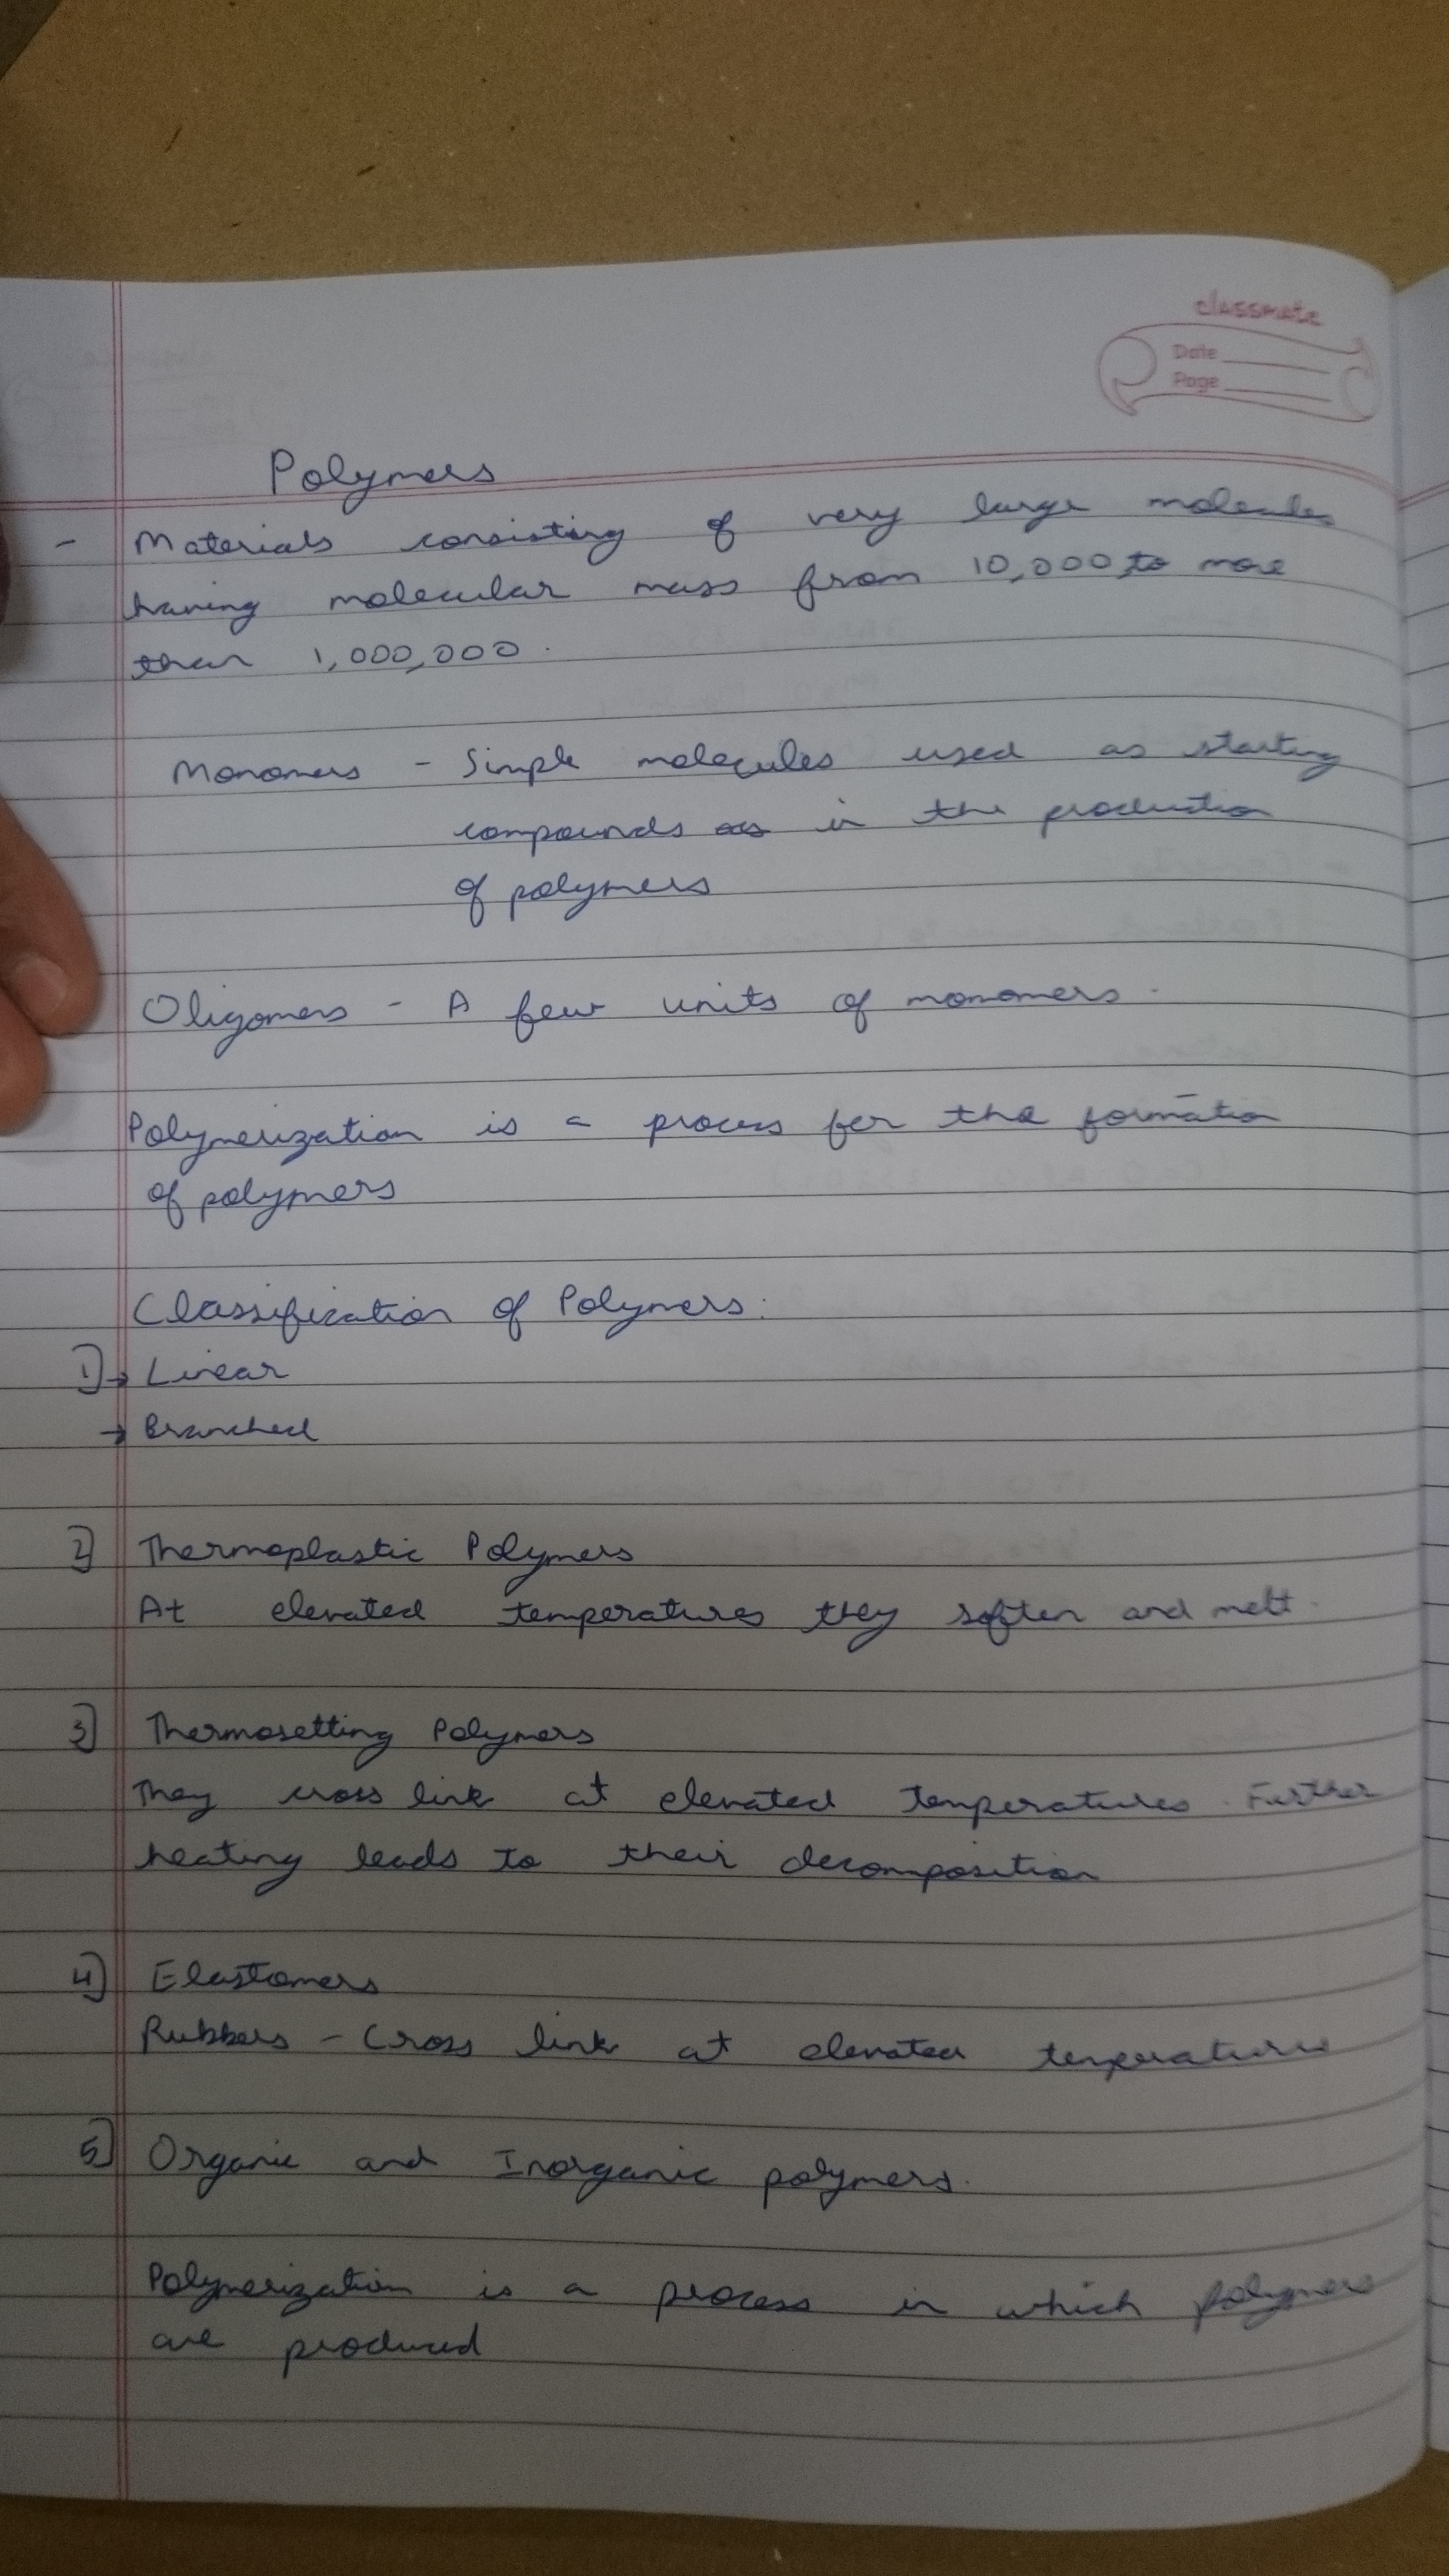 classmate
Date
Page
Polymers
- Materials consisting of very large molecules
having molecular mass from 10,000 to more
than 1,000,000.
Monomers - Simple molecules used as starting
compounds as in the production
of polymers
Oligomers - A few units of monomers.
Polymerization is a process for the formation
of polymers
Classification of Polymers:
1] → Linear
→ Branched
2] Thermoplastic Polymers
At elevated temperatures they soften and melt.
3] Thermosetting Polymers
They cross link at elevated temperatures. Further
heating leads to their decomposition
4] Elastomers
Rubbers - Cross link at elevated temperatures
5] Organic and Inorganic polymers.
Polymerization is a process in which polymers
are produced